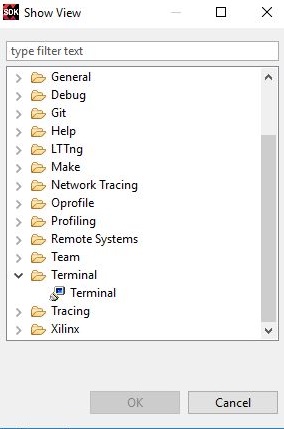 SDK Show View
type filter text
General
Debug
Git
Help
LTTng
Make
Network Tracing
Oprofile
Profiling
Remote Systems
Team
Terminal
Terminal
Tracing
Xilinx
OK Cancel